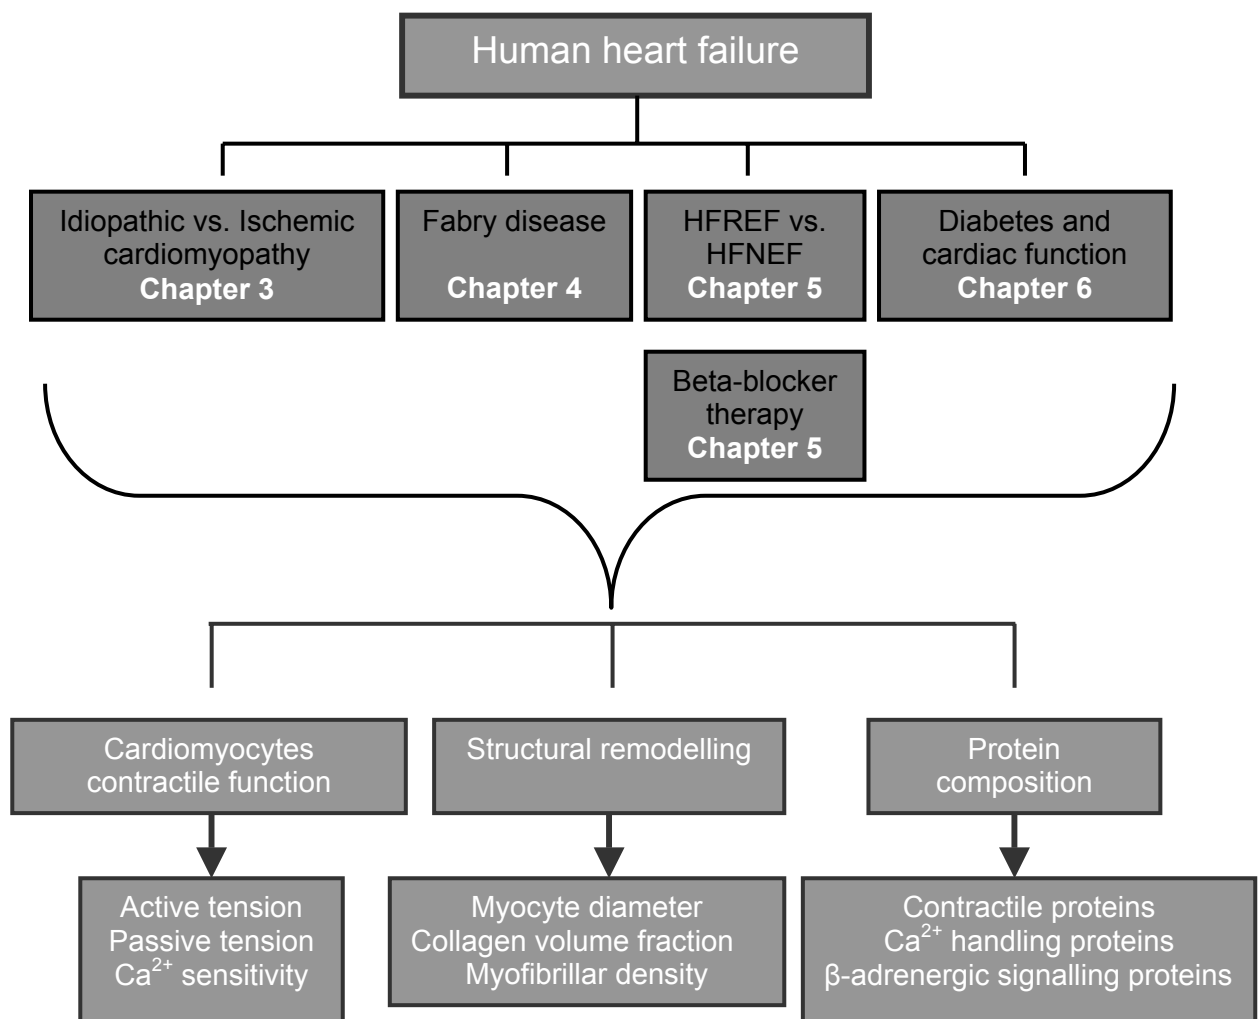 Human heart failure
Idiopathic vs. Ischemic
cardiomyopathy
Chapter 3
Fabry disease
Chapter 4
HFREF vs.
HFNEF
Chapter 5
Diabetes and
cardiac function
Chapter 6
Beta-blocker
therapy
Chapter 5
Cardiomyocytes
contractile function
Structural remodelling
Protein
composition
Active tension
Passive tension
Ca²⁺ sensitivity
Myocyte diameter
Collagen volume fraction
Myofibrillar density
Contractile proteins
Ca²⁺ handling proteins
β-adrenergic signalling proteins